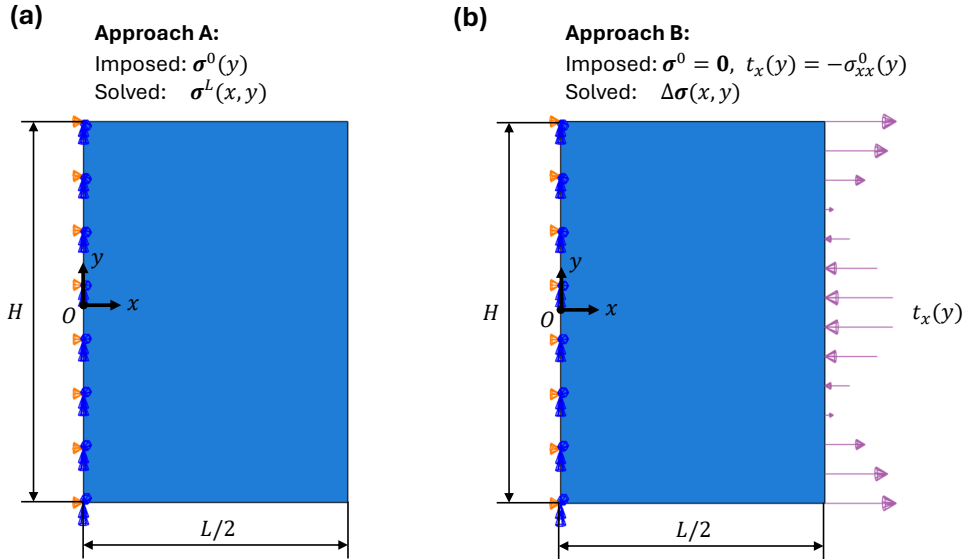 (a)
Approach A:
Imposed: σ⁰(y)
Solved: σᴸ(x, y)
H
y
x
O
L/2
(b)
Approach B:
Imposed: σ⁰ = 0, tₓ(y) = −σ⁰ₓₓ(y)
Solved: Δσ(x, y)
H
y
x
O
tₓ(y)
L/2